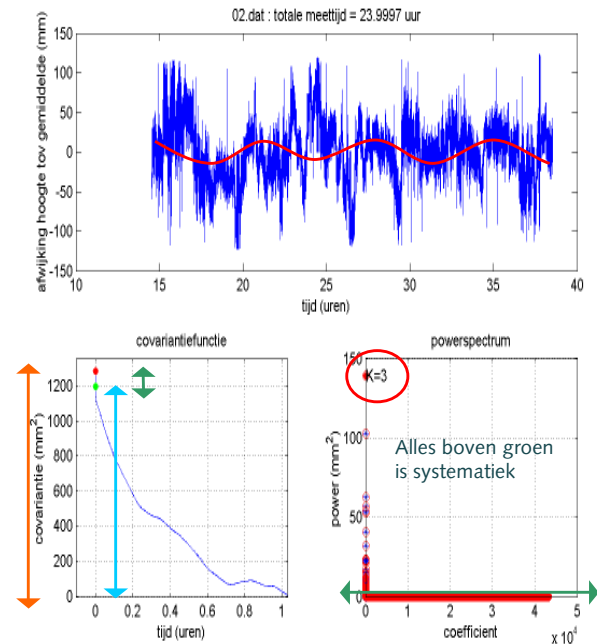 02.dat : totale meettijd = 23.9997 uur
afwijking hoogte tov gemiddelde (mm)
150
100
50
0
-50
-100
-150
10
15
20
25
30
35
40
tijd (uren)
covariantiefunctie
covariantie (mm²)
1200
1000
800
600
400
200
0
0
0.2
0.4
0.6
0.8
1
tijd (uren)
powerspectrum
power (mm²)
150
100
50
0
K=3
Alles boven groen
is systematiek
0
1
2
3
4
5
x 10⁴
coefficient